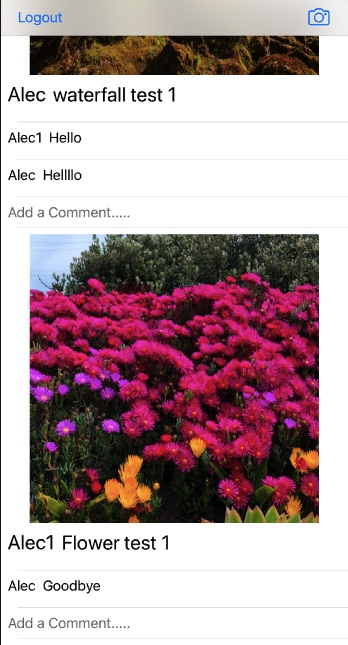 Logout
Alec waterfall test 1
Alec1 Hello
Alec Hellllo
Add a Comment.....
Alec1 Flower test 1
Alec Goodbye
Add a Comment.....